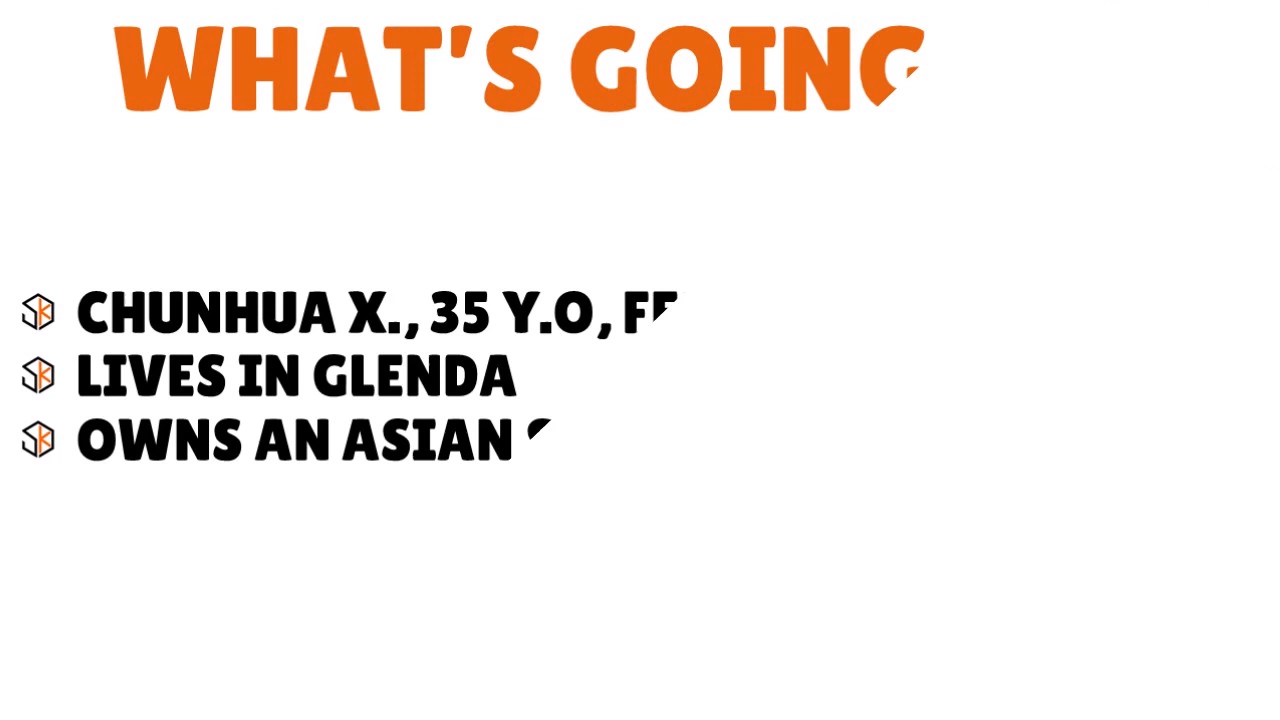 WHAT'S GOING
CHUNHUA X., 35 Y.O,
LIVES IN GLENDA
OWNS AN ASIAN